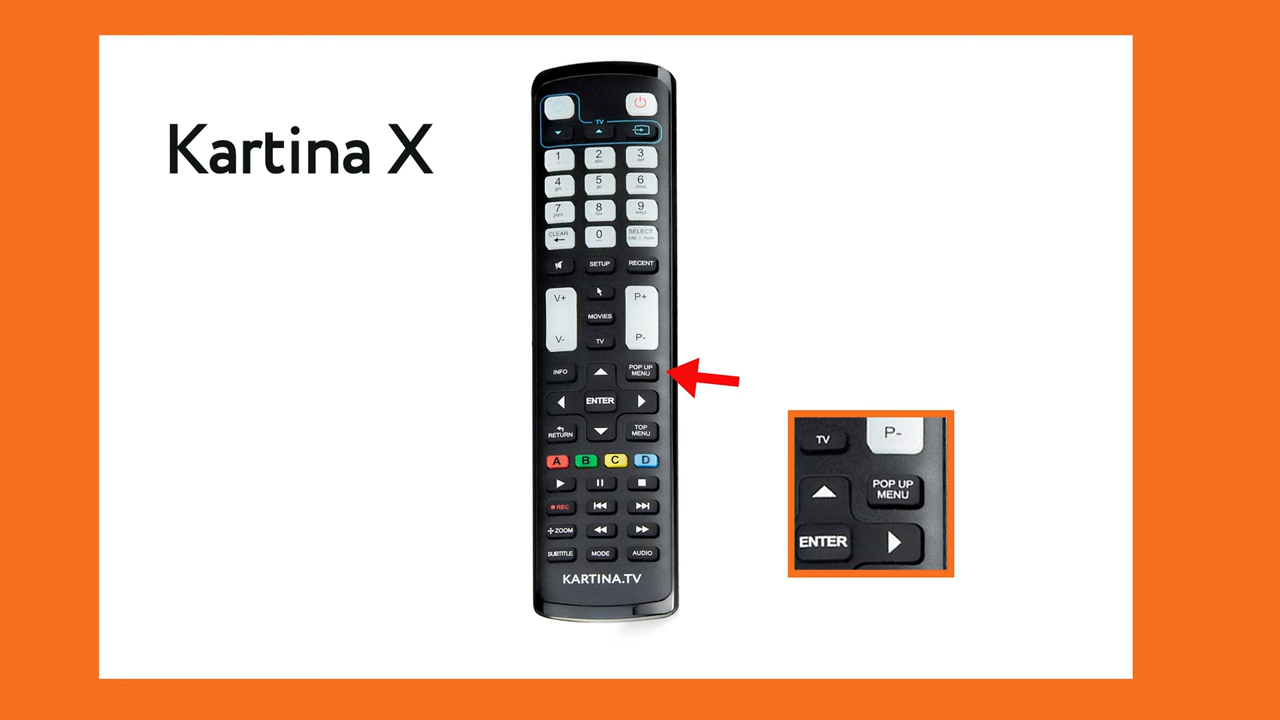 Kartina X
TV
1
2
abc
3
def
4
ghi
5
jkl
6
mno
7
pqrs
8
tuv
9
wxyz
CLEAR
0
SELECT
SETUP
RECENT
V+
P+
MOVIES
V-
P-
TV
INFO
POP UP
MENU
ENTER
RETURN
TOP
MENU
A
B
C
D
REC
ZOOM
SUBTITLE
MODE
AUDIO
KARTINA.TV
TV
P-
POP UP
MENU
ENTER